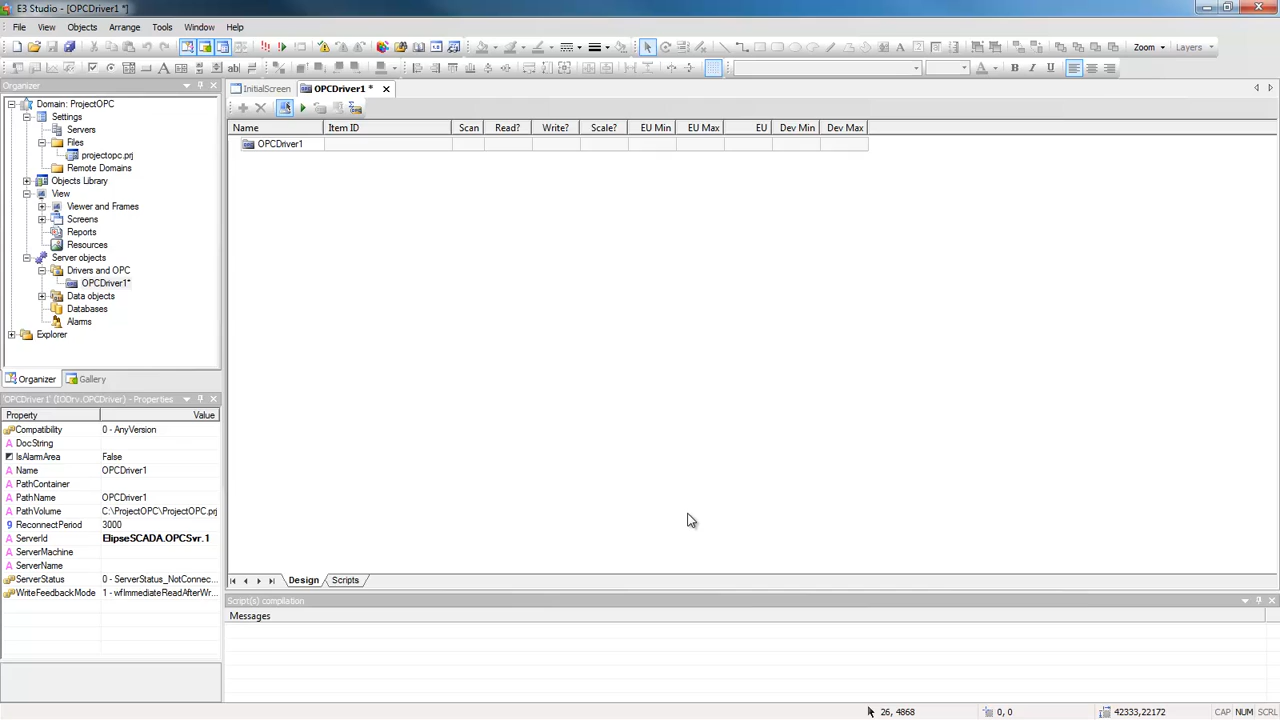 E3 Studio - [OPCDriver1 *]
File View Objects Arrange Tools Window Help
Zoom Layers
B I U
Organizer
InitialScreen OPCDriver1 *
Domain: ProjectOPC
Settings
Servers
Files
projectopc.prj
Remote Domains
Objects Library
View
Viewer and Frames
Screens
Reports
Resources
Server objects
Drivers and OPC
OPCDriver1*
Data objects
Databases
Alarms
Explorer
Organizer Gallery
Name Item ID Scan Read? Write? Scale? EU Min EU Max EU Dev Min Dev Max
OPCDriver1
'OPCDriver1' (IODrv.OPCDriver) - Properties
Property Value
Compatibility 0 - AnyVersion
DocString
IsAlarmArea False
Name OPCDriver1
PathContainer
PathName OPCDriver1
PathVolume C:\ProjectOPC\ProjectOPC.prj
ReconnectPeriod 3000
ServerId ElipseSCADA.OPCSvr.1
ServerMachine
ServerName
ServerStatus 0 - ServerStatus_NotConnec...
WriteFeedbackMode 1 - wfImmediateReadAfterWr...
Design Scripts
Script(s) compilation
Messages
26, 4868 0, 0 42333,22172 CAP NUM SCRL